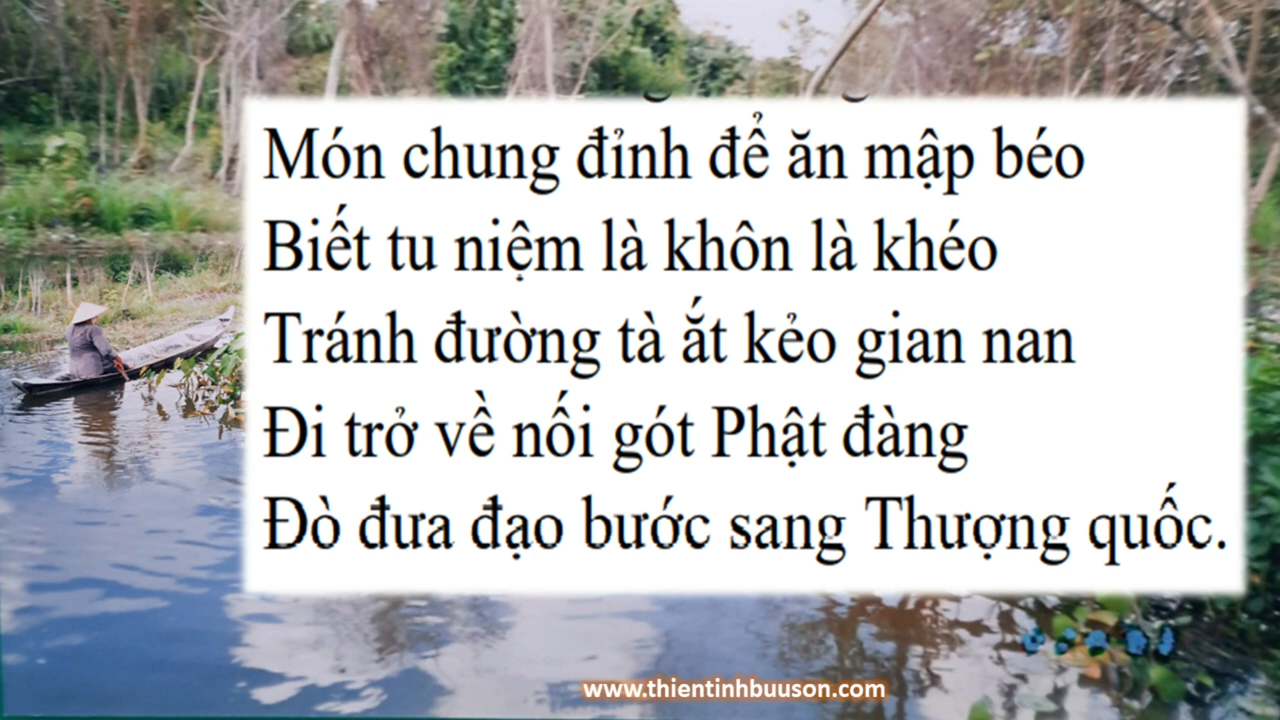 Món chung đỉnh để ăn mập béo
Biết tu niệm là khôn là khéo
Tránh đường tà ắt kẻo gian nan
Đi trở về nối gót Phật đàng
Đò đưa đạo bước sang Thượng quốc.
www.thientinhbuuson.com